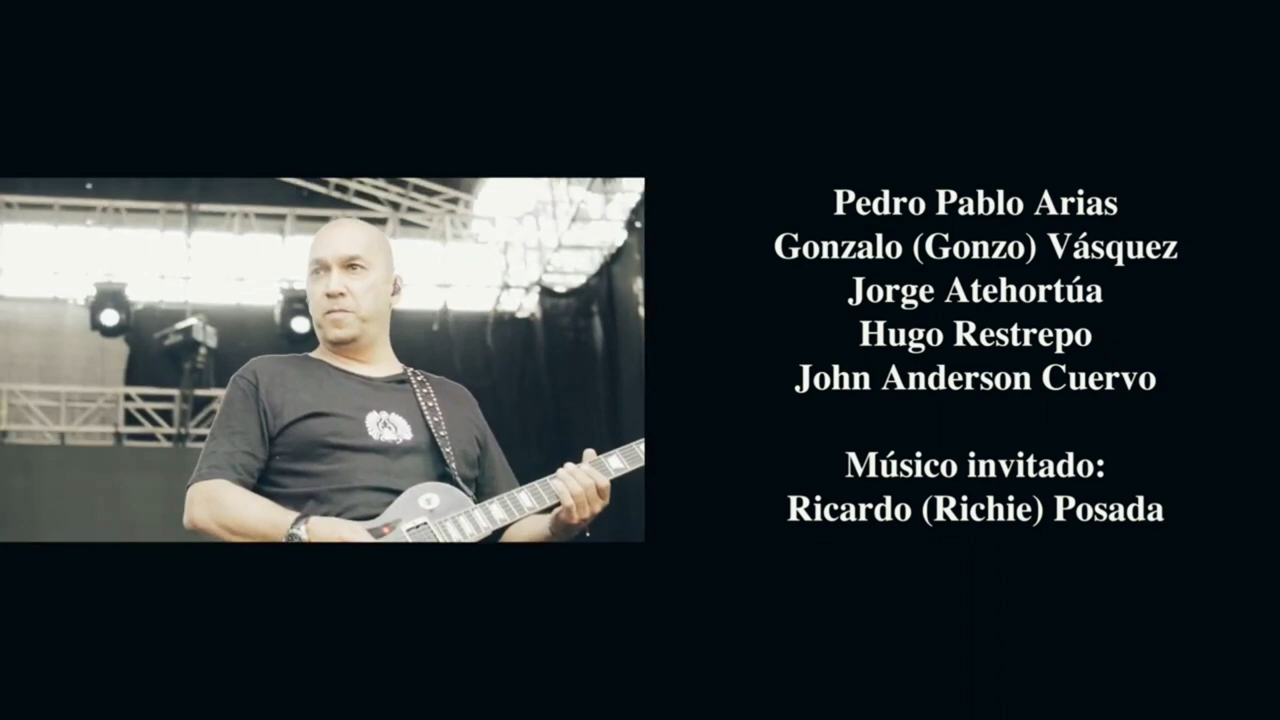 Pedro Pablo Arias
Gonzalo (Gonzo) Vásquez
Jorge Atehortúa
Hugo Restrepo
John Anderson Cuervo
Músico invitado:
Ricardo (Richie) Posada